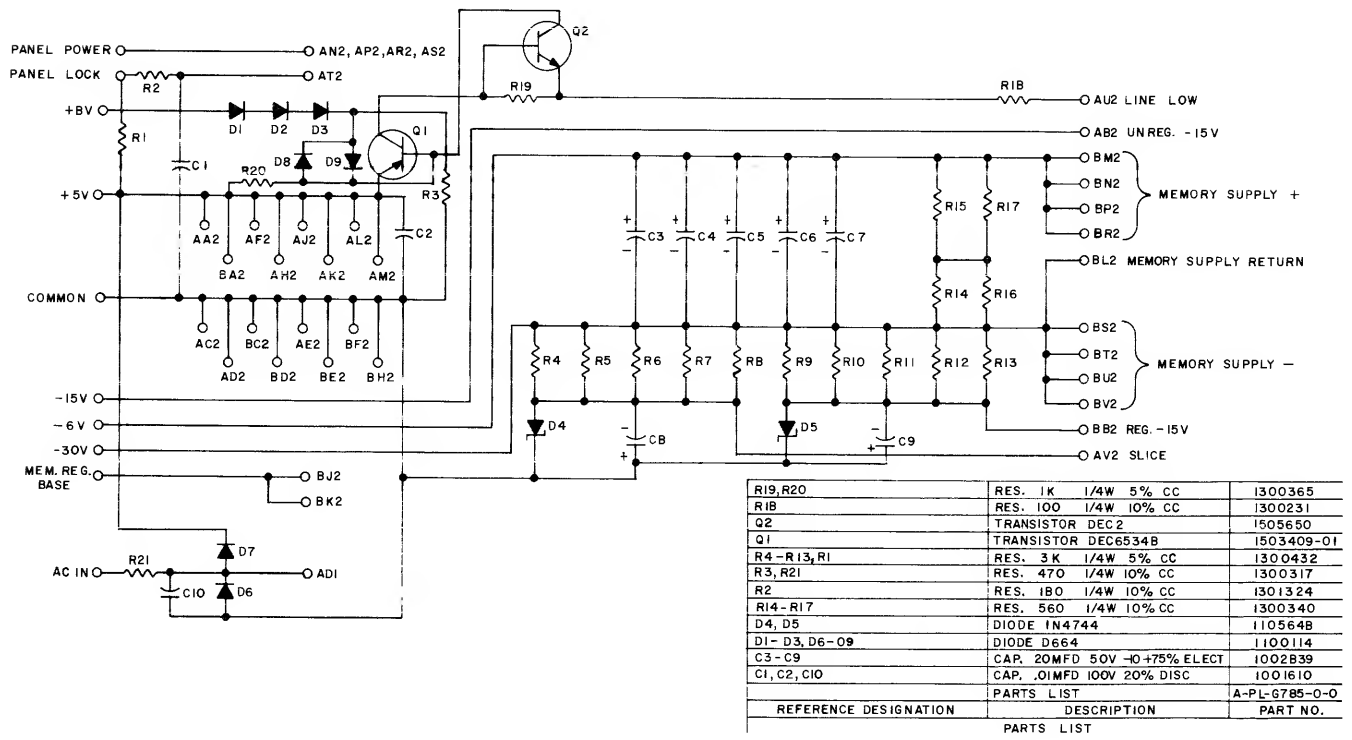 PANEL POWER
AN2, AP2, AR2, AS2
Q2
PANEL LOCK
R2
AT2
R19
R18
AU2 LINE LOW
+8V
D1
D2
D3
Q1
AB2 UNREG. -15V
R1
C1
D8
D9
R20
R3
BM2
BN2
BP2
BR2
MEMORY SUPPLY +
+5V
R15
R17
AA2
AF2
AJ2
AL2
C2
+
-
C3
+
-
C4
+
-
C5
+
-
C6
+
-
C7
BA2
AH2
AK2
AM2
BL2 MEMORY SUPPLY RETURN
COMMON
R14
R16
AC2
BC2
AE2
BF2
BS2
BT2
BU2
BV2
MEMORY SUPPLY -
AD2
BD2
BE2
BH2
R4
R5
R6
R7
R8
R9
R10
R11
R12
R13
-15V
-6V
-30V
D4
-
C8
+
D5
-
C9
+
BB2 REG. -15V
AV2 SLICE
MEM. REG.
BASE
BJ2
BK2
D7
AC IN
R21
AD1
C10
D6
R19, R20 RES. 1K 1/4W 5% CC 1300365
R18 RES. 100 1/4W 10% CC 1300231
Q2 TRANSISTOR DEC 2 1505650
Q1 TRANSISTOR DEC6534B 1503409-01
R4-R13, R1 RES. 3K 1/4W 5% CC 1300432
R3, R21 RES. 470 1/4W 10% CC 1300317
R2 RES. 180 1/4W 10% CC 1301324
R14-R17 RES. 560 1/4W 10% CC 1300340
D4, D5 DIODE 1N4744 1105648
D1-D3, D6-D9 DIODE D664 1100114
C3-C9 CAP. 20MFD 50V -10+75% ELECT 1002839
C1, C2, C10 CAP. .01MFD 100V 20% DISC 1001610
PARTS LIST A-PL-G785-0-0
REFERENCE DESIGNATION DESCRIPTION PART NO.
PARTS LIST